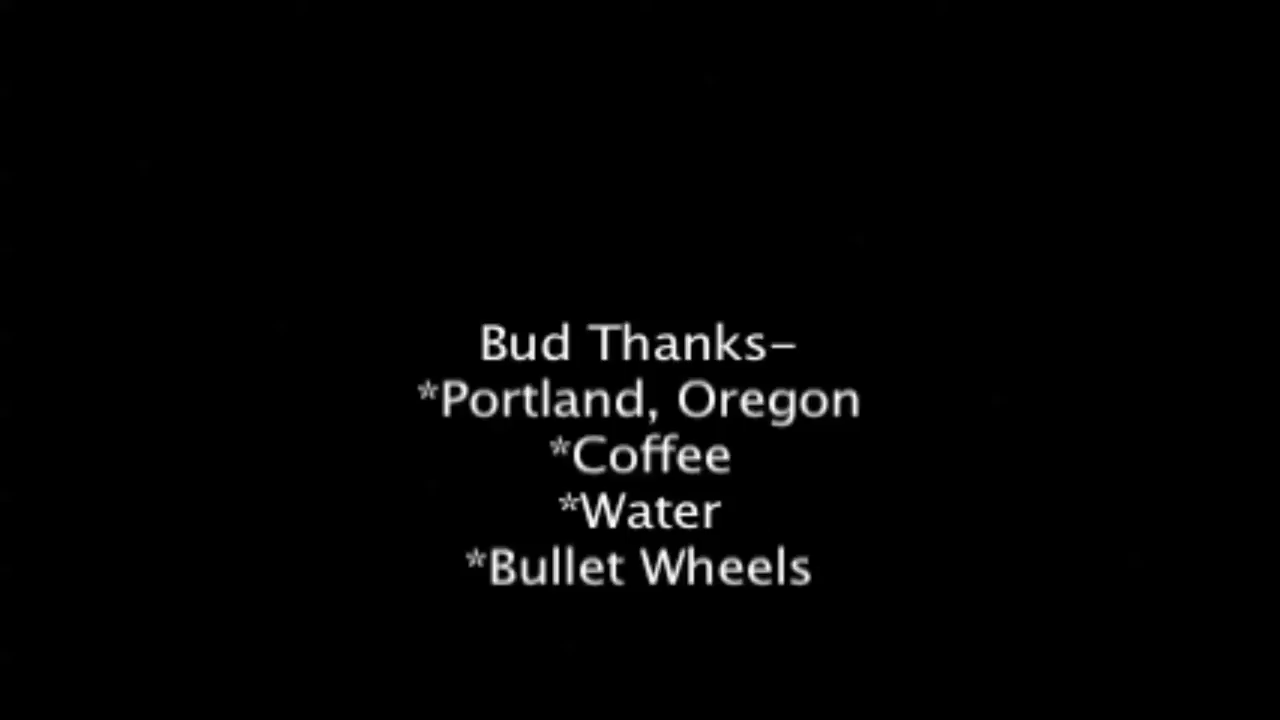 Bud Thanks-
*Portland, Oregon
*Coffee
*Water
*Bullet Wheels